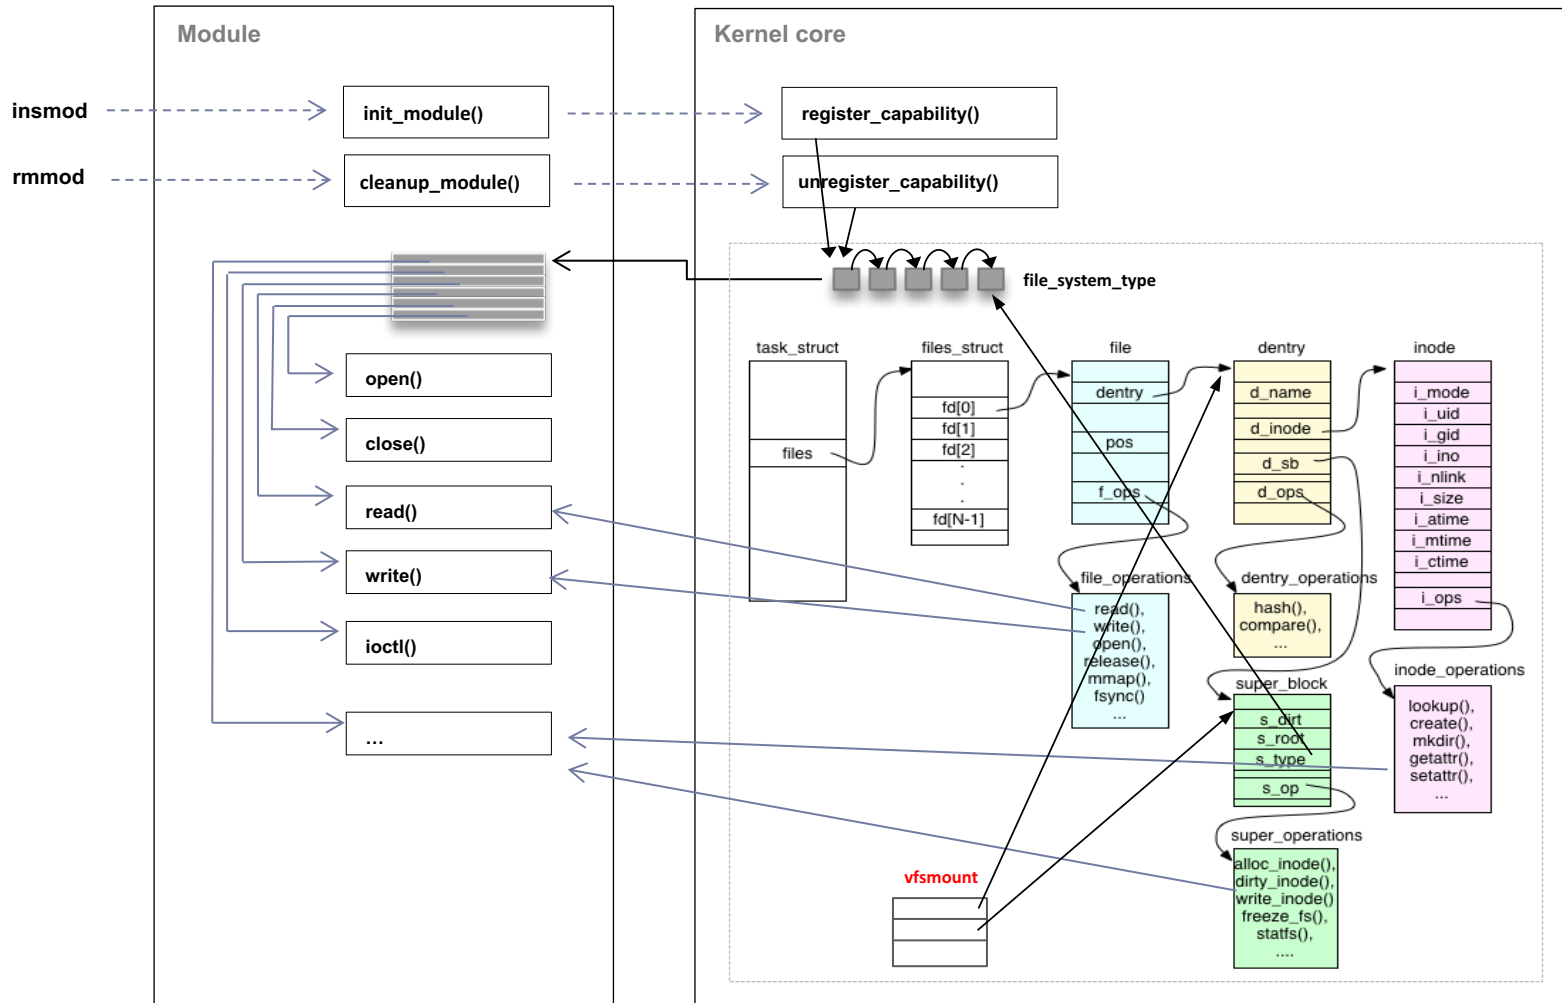 Module
Kernel core
insmod
init_module()
register_capability()
rmmod
cleanup_module()
unregister_capability()
file_system_type
task_struct
files
files_struct
fd[0]
fd[1]
fd[2]
.
.
.
fd[N-1]
file
dentry
pos
f_ops
dentry
d_name
d_inode
d_sb
d_ops
inode
i_mode
i_uid
i_gid
i_ino
i_nlink
i_size
i_atime
i_mtime
i_ctime
i_ops
open()
close()
read()
write()
ioctl()
...
file_operations
read(),
write(),
open(),
release(),
mmap(),
fsync()
...
dentry_operations
hash(),
compare(),
...
super_block
s_dirt
s_root
s_type
s_op
inode_operations
lookup(),
create(),
mkdir(),
getattr(),
setattr(),
...
super_operations
alloc_inode(),
dirty_inode(),
write_inode()
freeze_fs(),
statfs(),
....
vfsmount